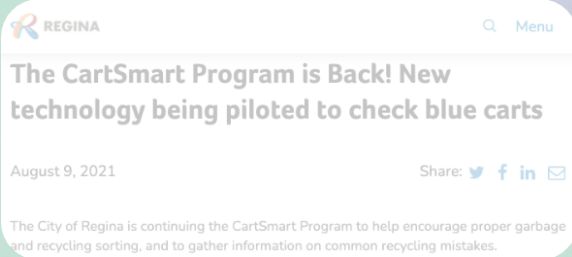 REGINA
Menu
The CartSmart Program is Back! New
technology being piloted to check blue carts
August 9, 2021
Share:
The City of Regina is continuing the CartSmart Program to help encourage proper garbage
and recycling sorting, and to gather information on common recycling mistakes.